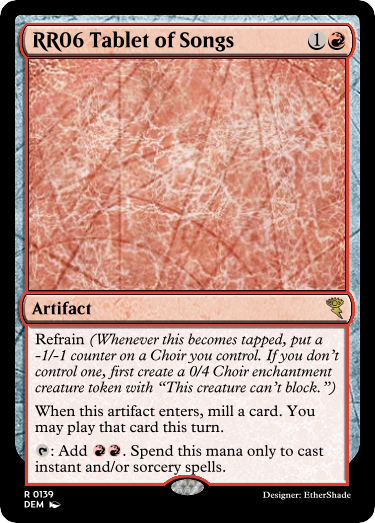 RR06 Tablet of Songs 1
Artifact
Refrain (Whenever this becomes tapped, put a
-1/-1 counter on a Choir you control. If you don't
control one, first create a 0/4 Choir enchantment
creature token with “This creature can't block.”)
When this artifact enters, mill a card. You
may play that card this turn.
: Add . Spend this mana only to cast
instant and/or sorcery spells.
R 0139
DEM Designer: EtherShade